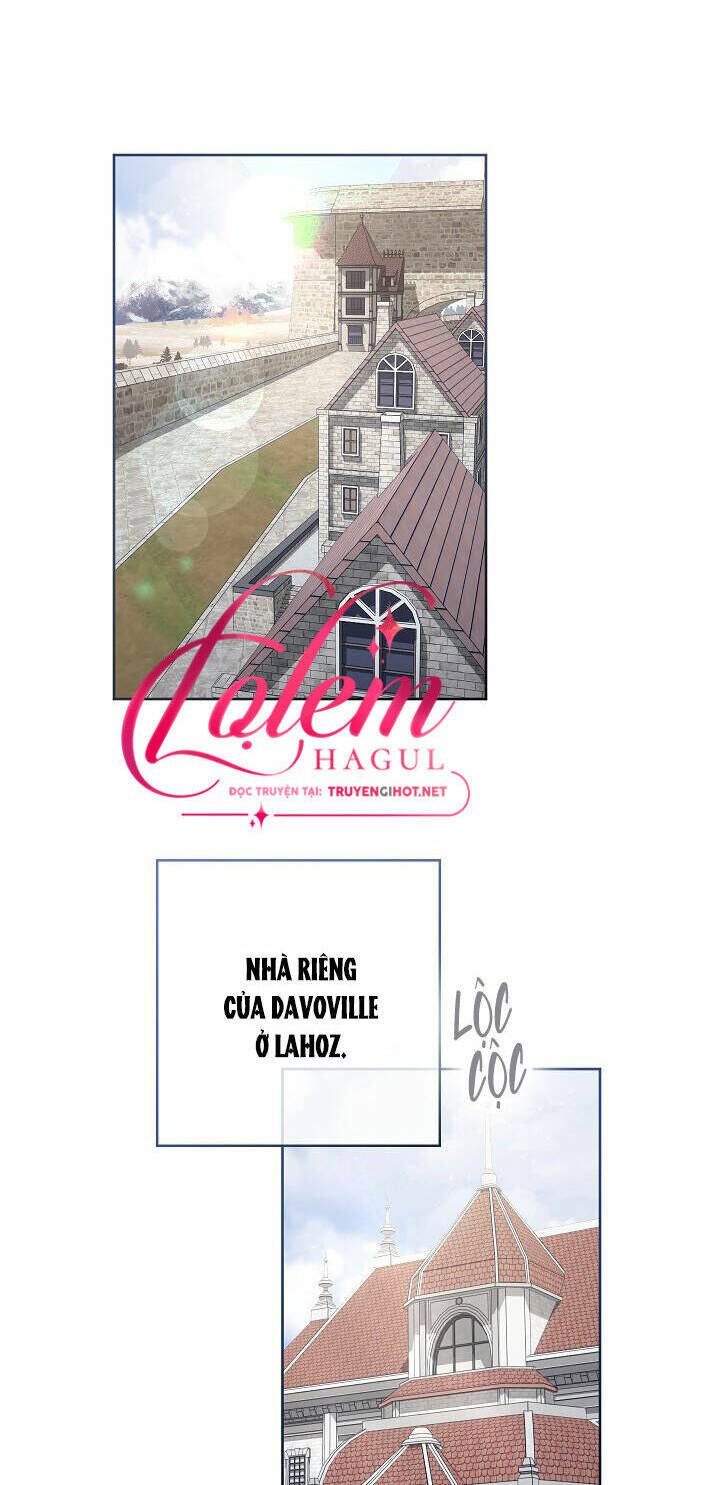 Lọlem
HAGUL
ĐỌC TRUYỆN TẠI: TRUYENGIHOT.NET
NHÀ RIÊNG
CỦA DAVOVILLE
Ở LAHOZ.
LỘC
CỘC